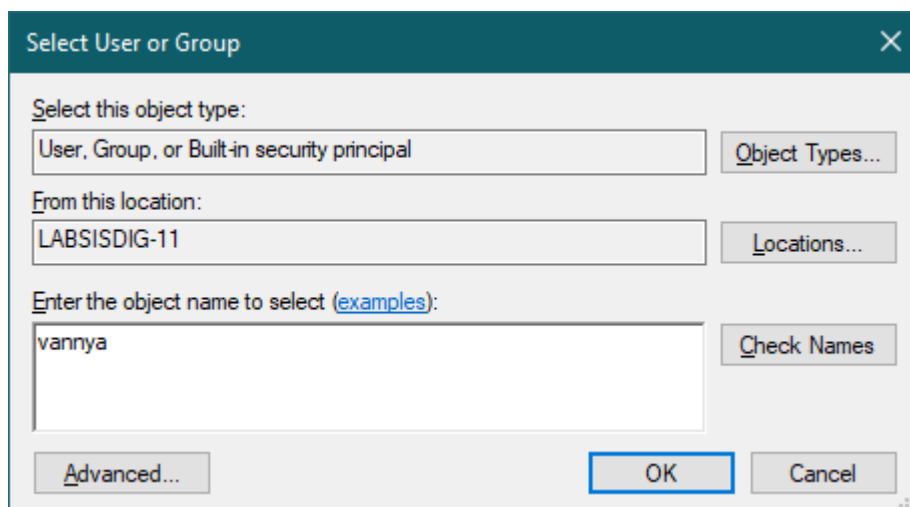 Select User or Group
Select this object type:
User, Group, or Built-in security principal
Object Types...
From this location:
LABSISDIG-11
Locations...
Enter the object name to select (examples):
vannya
Check Names
Advanced...
OK
Cancel